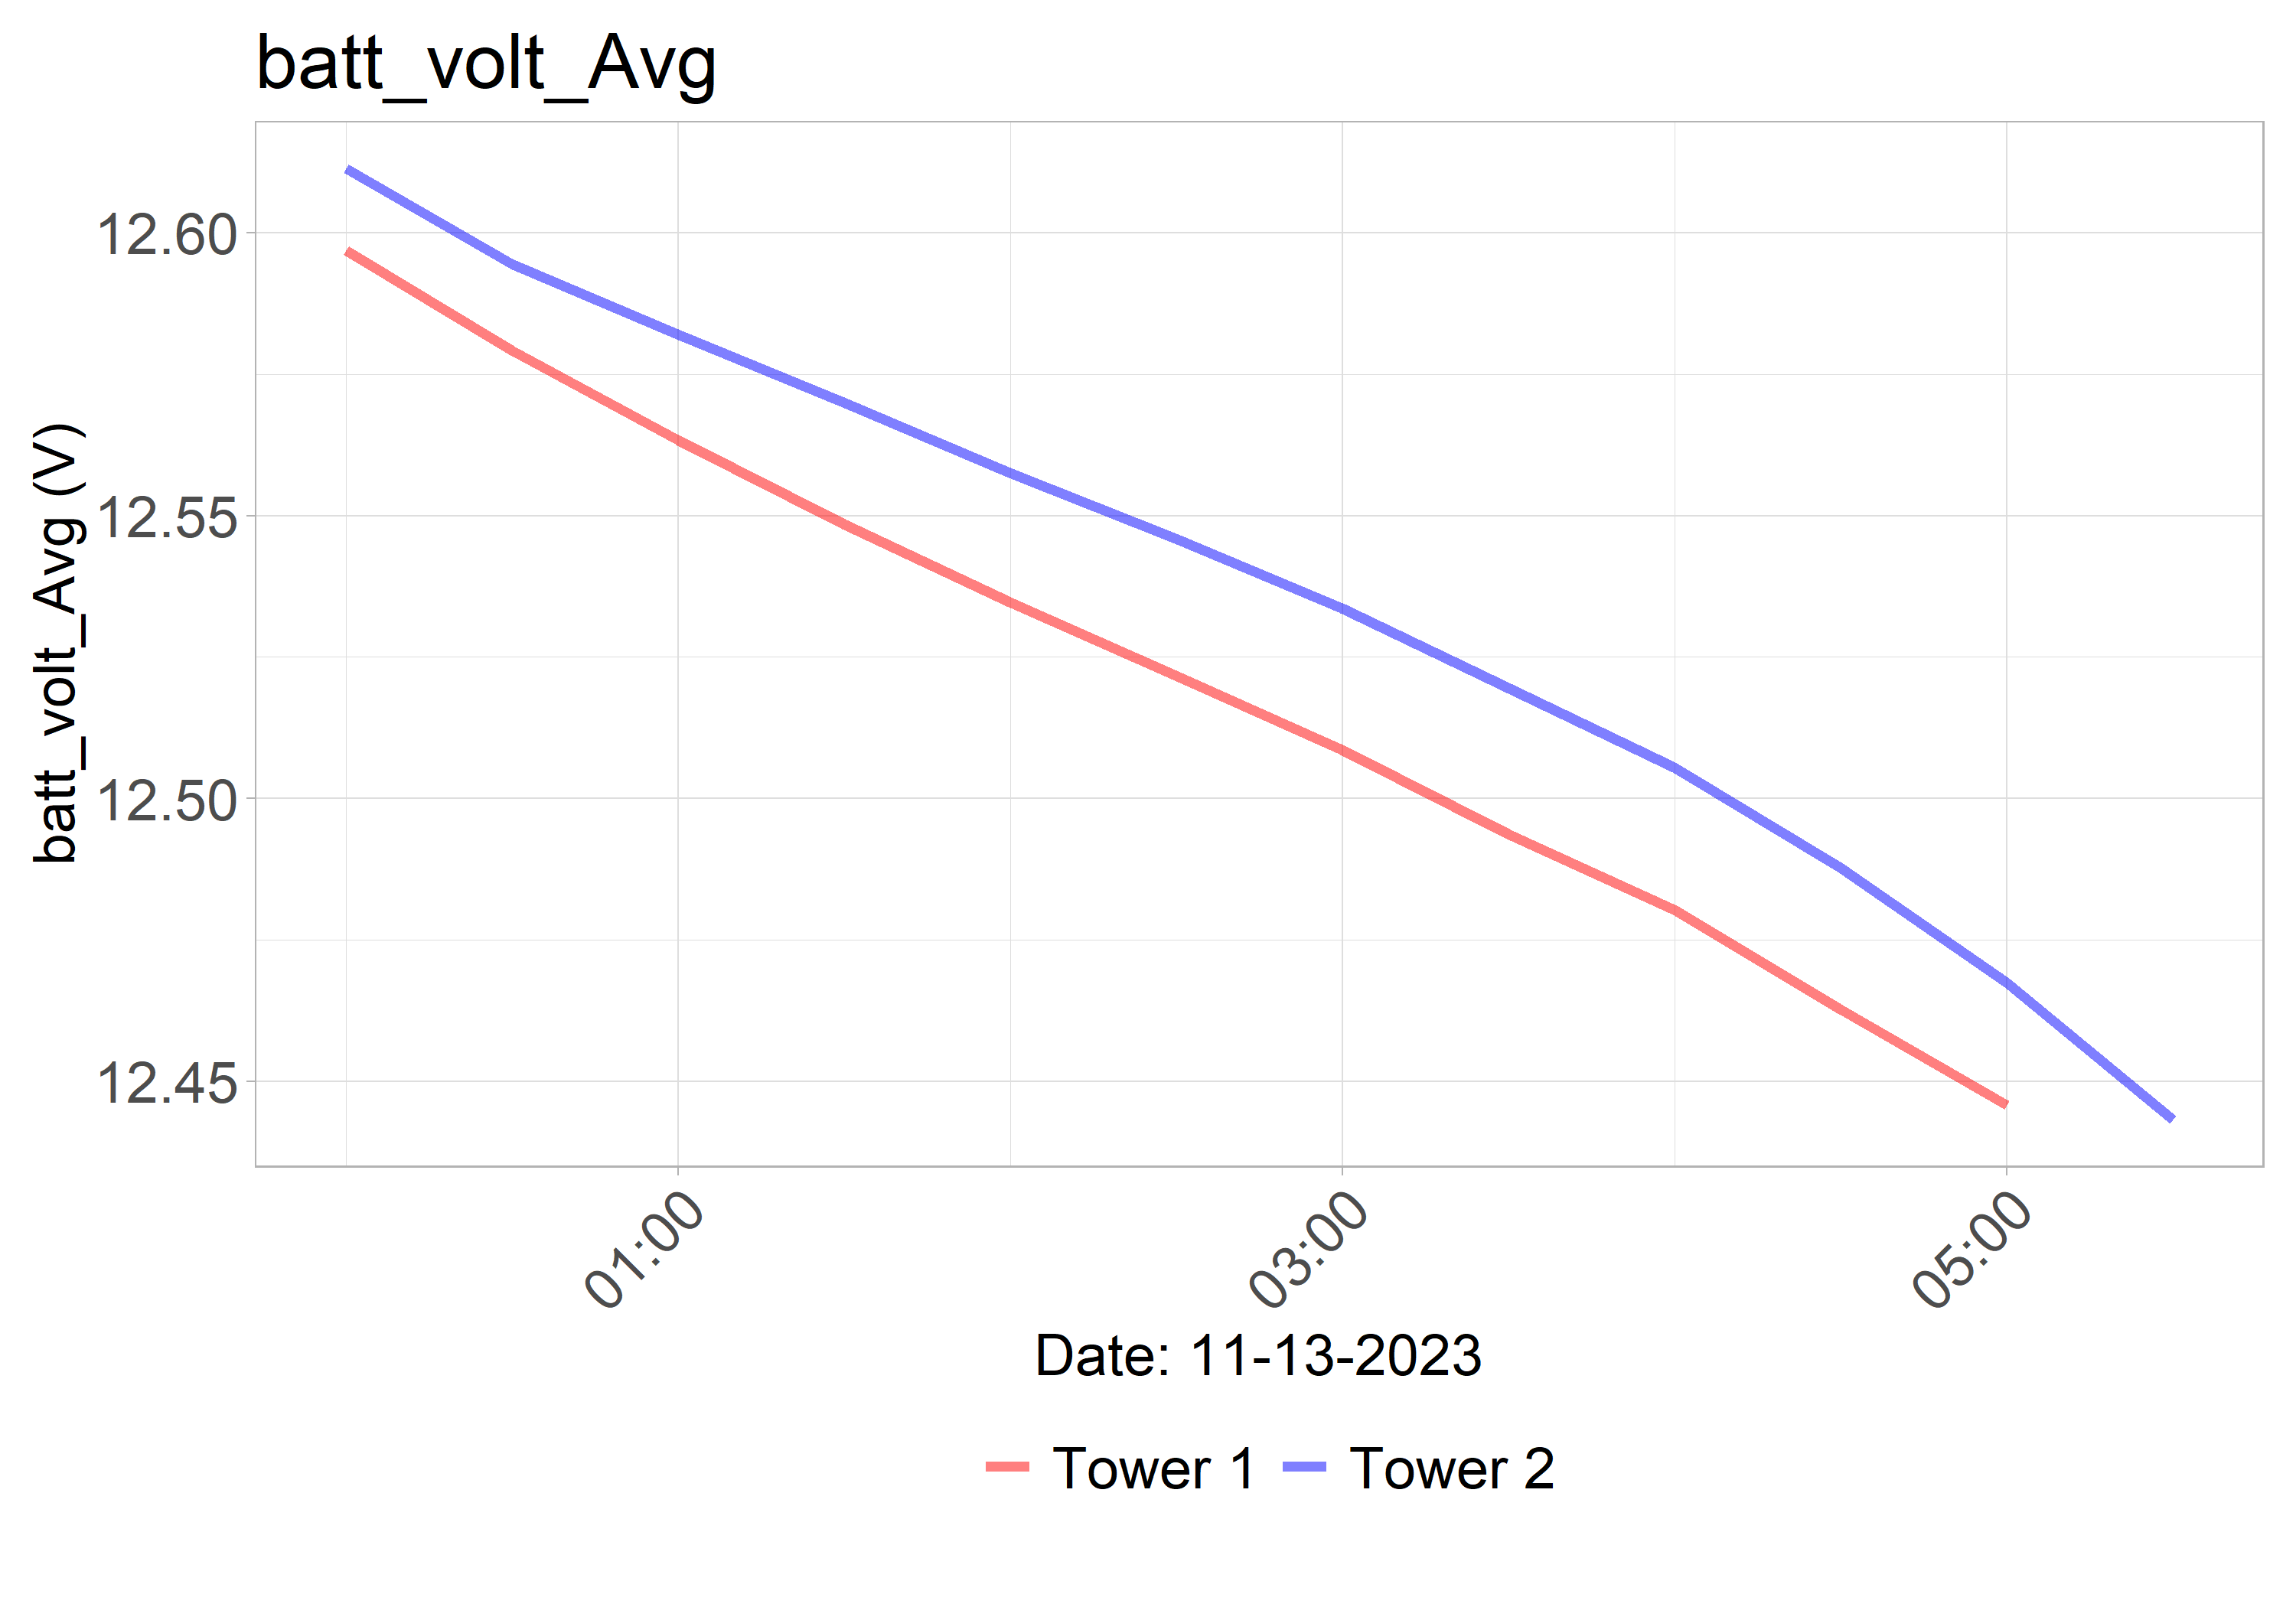 batt_volt_Avg
batt_volt_Avg (V)
12.60
12.55
12.50
12.45
01:00
03:00
05:00
Date: 11-13-2023
Tower 1
Tower 2